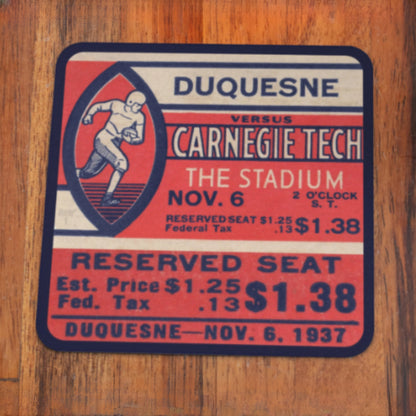 DUQUESNE
VERSUS
CARNEGIE TECH
THE STADIUM
NOV. 6 2 O'CLOCK
S. T.
RESERVED SEAT $1.25
Federal Tax .13 $1.38
RESERVED SEAT
Est. Price $1.25
Fed. Tax .13 $1.38
DUQUESNE—NOV. 6, 1937